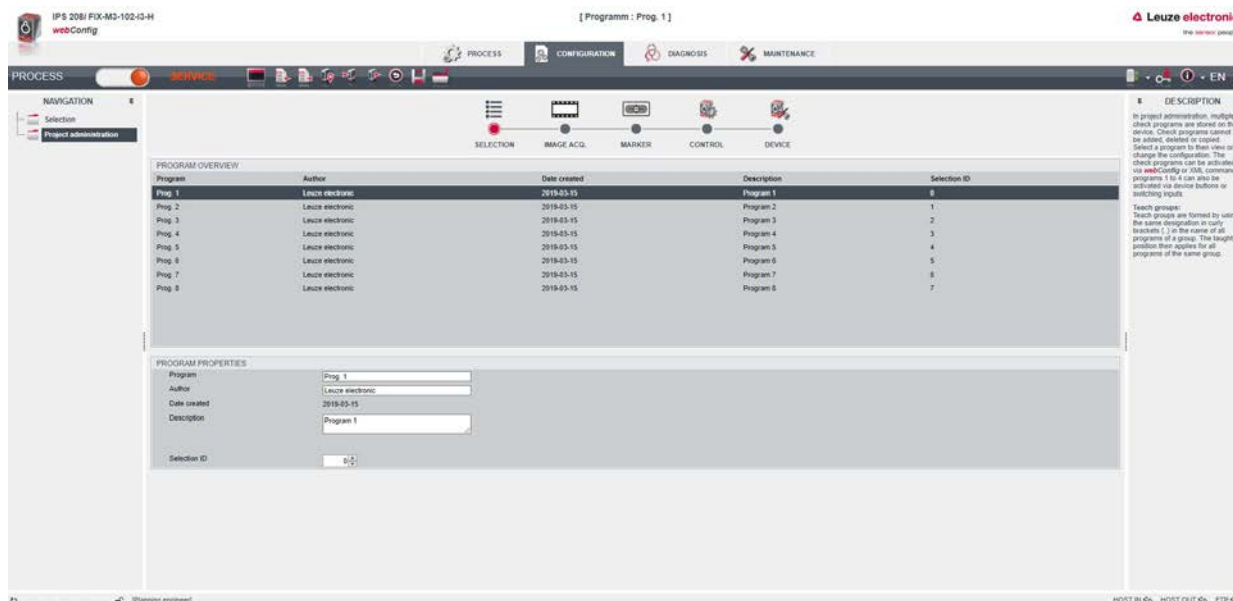 IPS 208i FIX-M3-102-I3-H
webConfig
[ Programm : Prog. 1 ]
Leuze electronic
the sensor people
PROCESS
CONFIGURATION
DIAGNOSIS
MAINTENANCE
PROCESS
SERVICE
EN
NAVIGATION
Selection
Project administration
SELECTION
IMAGE ACQ.
MARKER
CONTROL
DEVICE
PROGRAM OVERVIEW
Program Author Date created Description Selection ID
Prog. 1 Leuze electronic 2019-03-15 Program 1 0
Prog. 2 Leuze electronic 2019-03-15 Program 2 1
Prog. 3 Leuze electronic 2019-03-15 Program 3 2
Prog. 4 Leuze electronic 2019-03-15 Program 4 3
Prog. 5 Leuze electronic 2019-03-15 Program 5 4
Prog. 6 Leuze electronic 2019-03-15 Program 6 5
Prog. 7 Leuze electronic 2019-03-15 Program 7 6
Prog. 8 Leuze electronic 2019-03-15 Program 8 7
PROGRAM PROPERTIES
Program Prog. 1
Author Leuze electronic
Date created 2019-03-15
Description Program 1
Selection ID 0
DESCRIPTION
In project administration, multiple
check programs are stored on th
device. Check programs cannot
be added, deleted or copied.
Select a program to then view or
change the configuration. The
check programs can be activated
via webConfig or XML command
programs 1 to 4 can also be
activated via device buttons or
switching inputs.
Teach groups:
Teach groups are formed by usin
the same designation in curly
brackets {..} in the name of all
programs of a group. The taught
position then applies for all
programs of the same group.
[Planning engineer]
HOST IN HOST OUT FTP